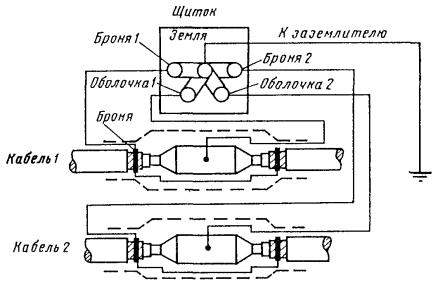 Щиток
К заземлителю
Земля
Броня 1
Броня 2
Оболочка 1
Оболочка 2
Броня
Кабель 1
Кабель 2